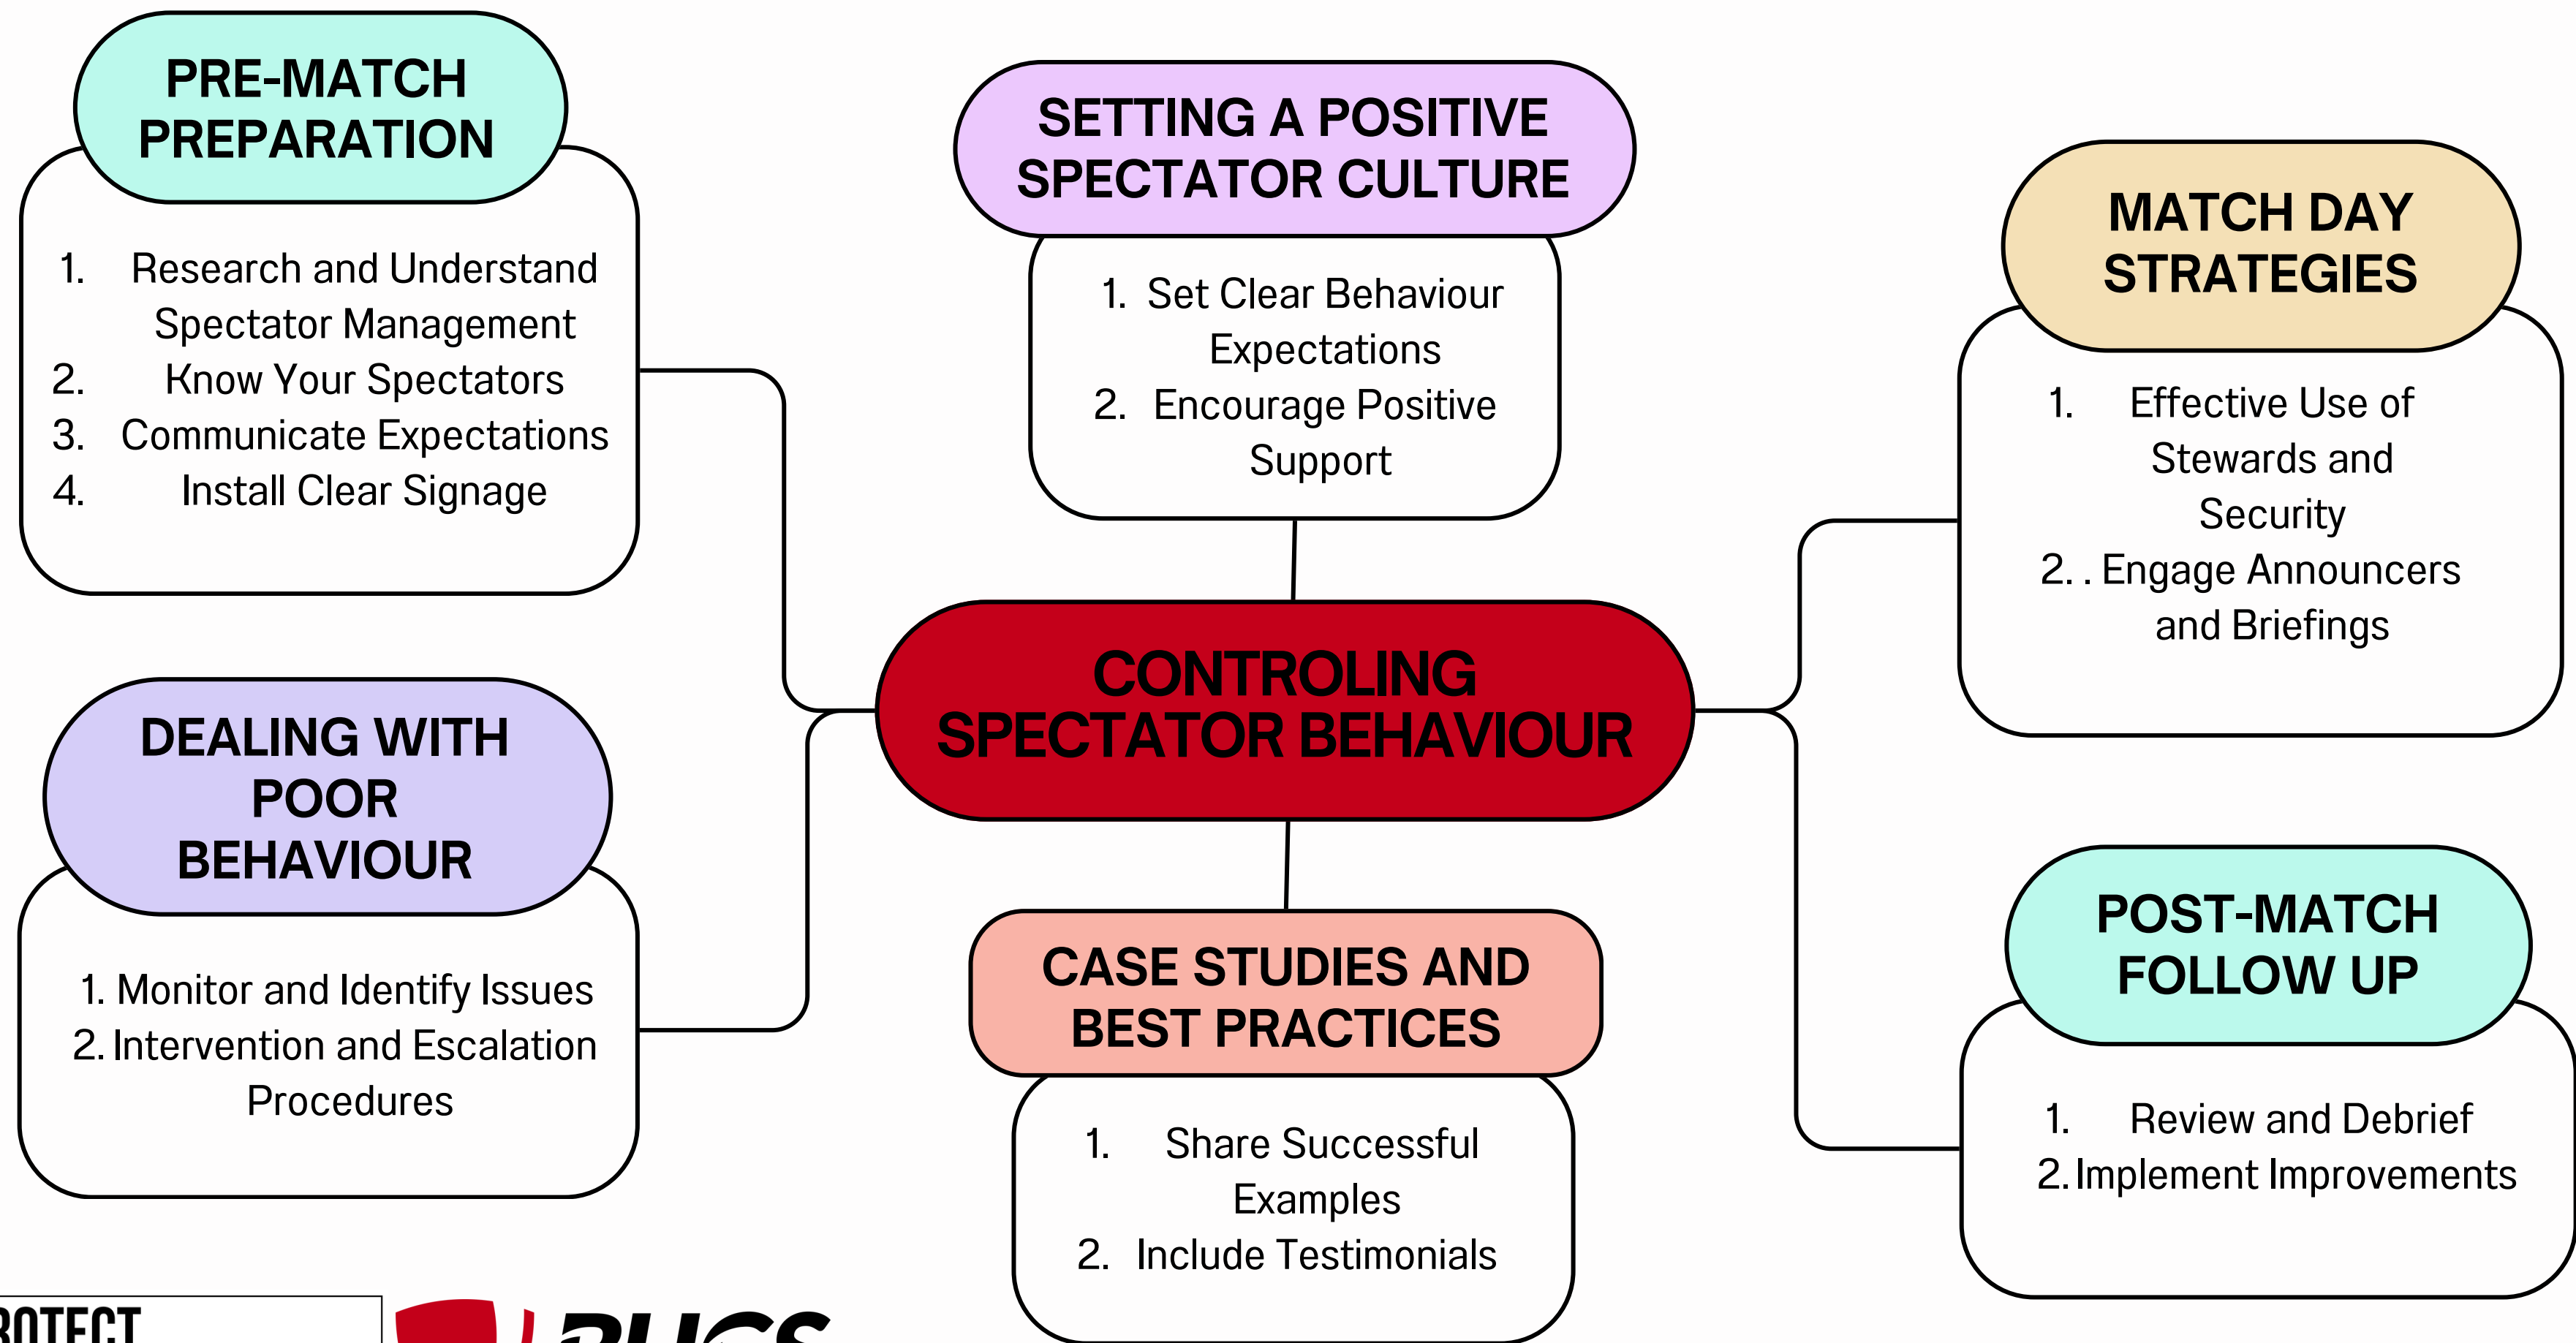 PRE-MATCH
PREPARATION
1. Research and Understand
Spectator Management
2. Know Your Spectators
3. Communicate Expectations
4. Install Clear Signage
SETTING A POSITIVE
SPECTATOR CULTURE
1. Set Clear Behaviour
Expectations
2. Encourage Positive
Support
MATCH DAY
STRATEGIES
1. Effective Use of
Stewards and
Security
2. . Engage Announcers
and Briefings
CONTROLING
SPECTATOR BEHAVIOUR
DEALING WITH
POOR
BEHAVIOUR
1. Monitor and Identify Issues
2. Intervention and Escalation
Procedures
CASE STUDIES AND
BEST PRACTICES
1. Share Successful
Examples
2. Include Testimonials
POST-MATCH
FOLLOW UP
1. Review and Debrief
2. Implement Improvements
BUCS